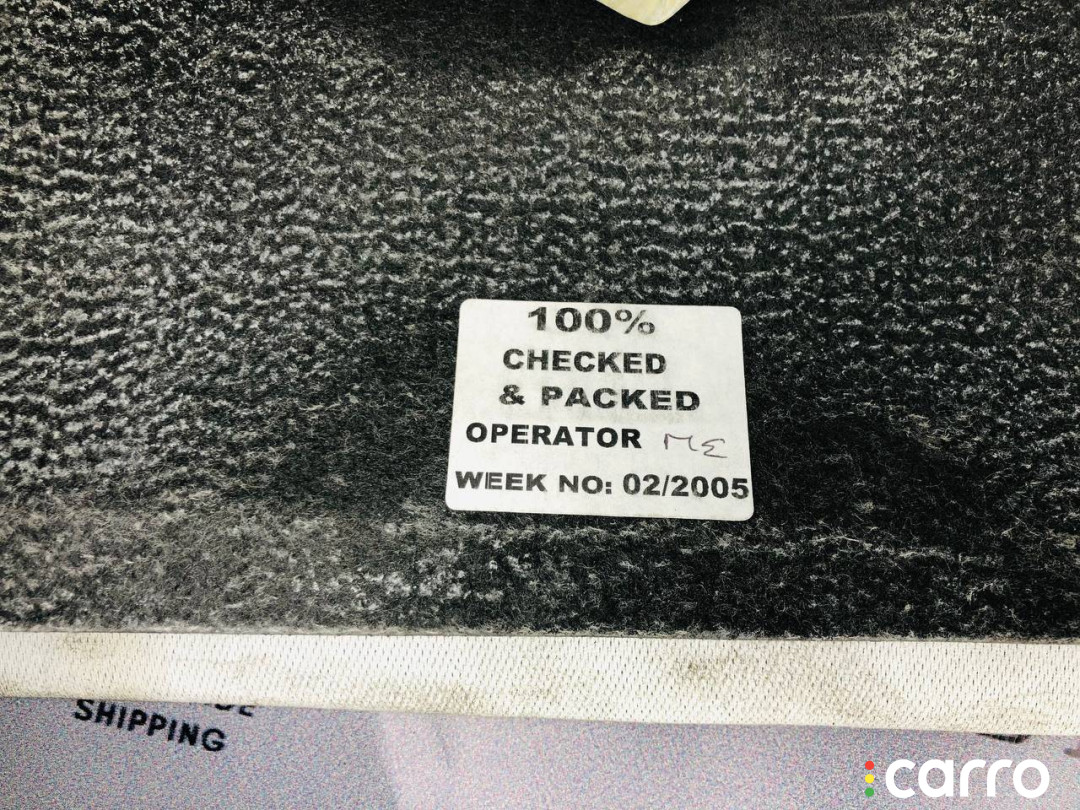 100%
CHECKED
& PACKED
OPERATOR ME
WEEK NO: 02/2005
SHIPPING
carro